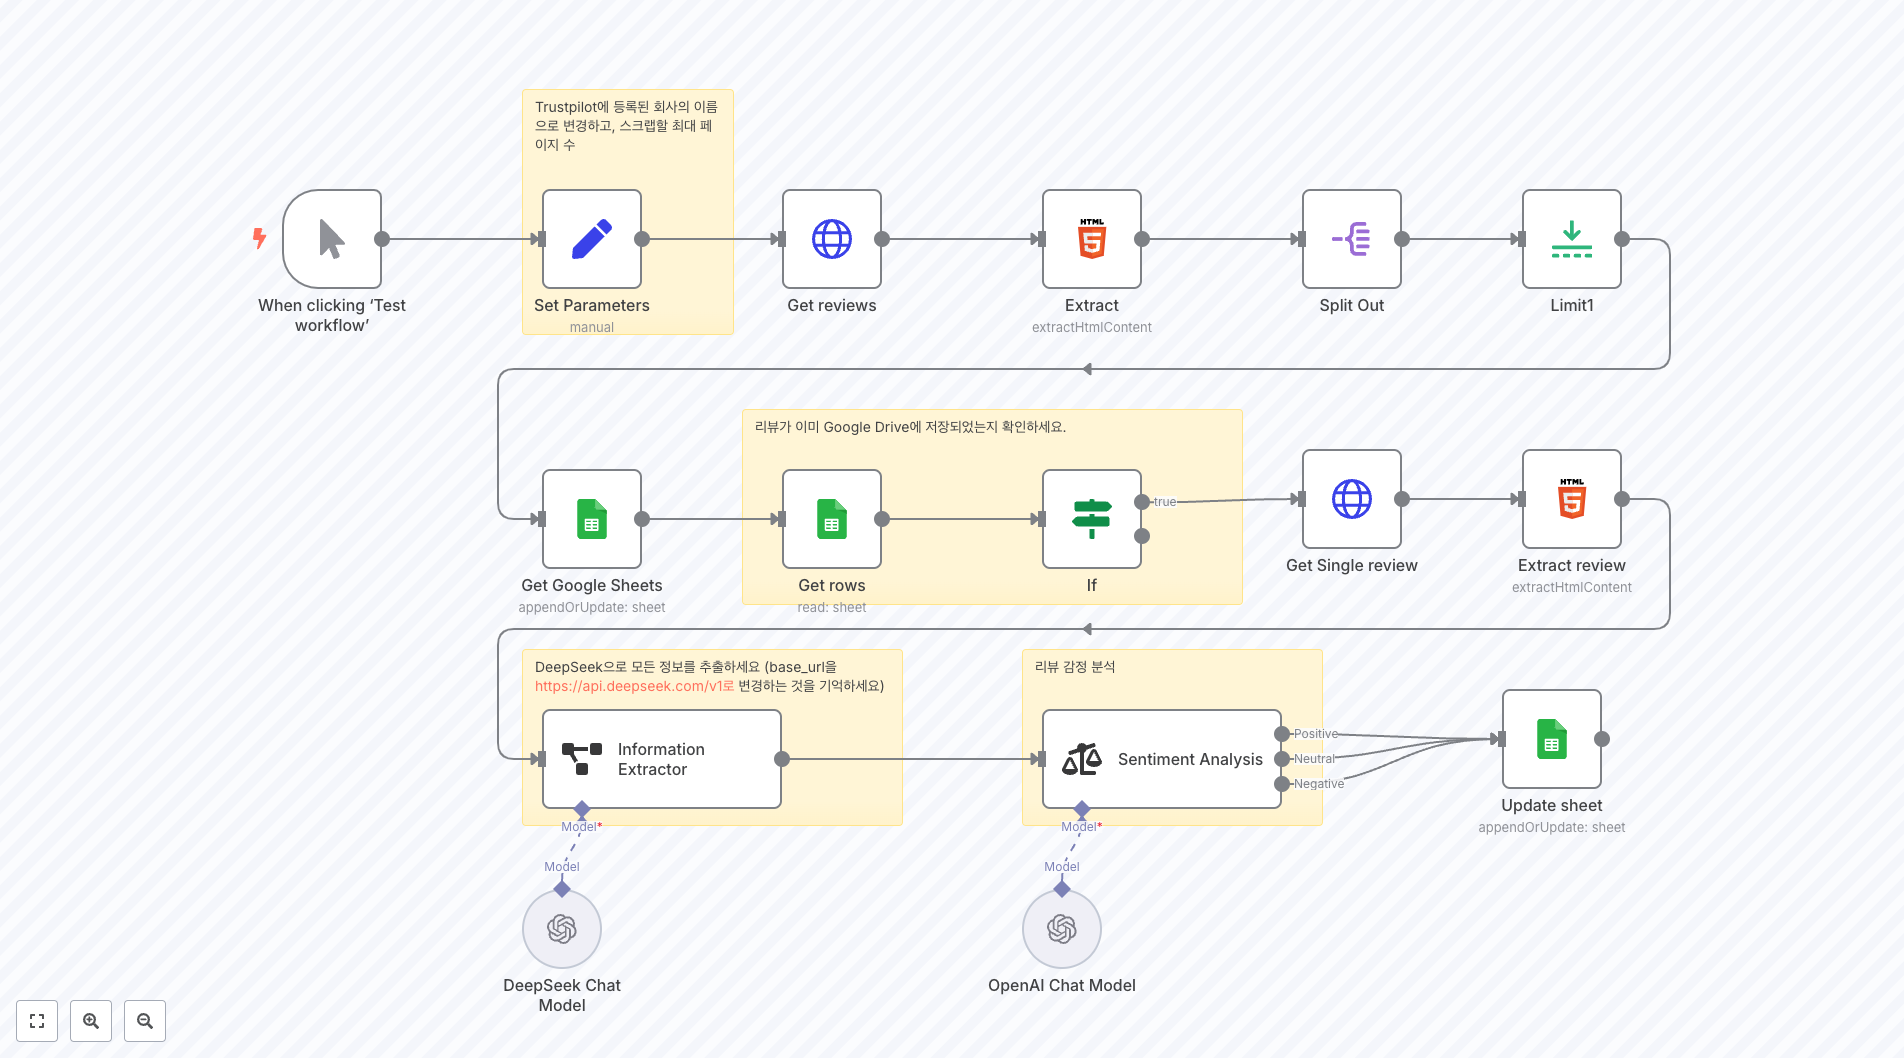 Trustpilot에 등록된 회사의 이름
으로 변경하고, 스크랩할 최대 페
이지 수
When clicking ‘Test
workflow’
Set Parameters
manual
Get reviews
HTML
Extract
extractHtmlContent
Split Out
Limit1
리뷰가 이미 Google Drive에 저장되었는지 확인하세요.
Get Google Sheets
appendOrUpdate: sheet
Get rows
read: sheet
If
true
Get Single review
HTML
Extract review
extractHtmlContent
DeepSeek으로 모든 정보를 추출하세요 (base_url을
https://api.deepseek.com/v1로 변경하는 것을 기억하세요)
Information
Extractor
Model*
Model
DeepSeek Chat
Model
리뷰 감정 분석
Sentiment Analysis
Positive
Neutral
Negative
Model*
Model
OpenAI Chat Model
Update sheet
appendOrUpdate: sheet